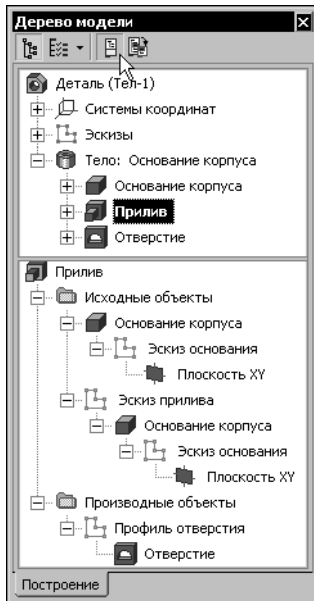 Дерево модели
Деталь (Тел-1)
Системы координат
Эскизы
Тело: Основание корпуса
Основание корпуса
Прилив
Отверстие
Прилив
Исходные объекты
Основание корпуса
Эскиз основания
Плоскость XY
Эскиз прилива
Основание корпуса
Эскиз основания
Плоскость XY
Производные объекты
Профиль отверстия
Отверстие
Построение